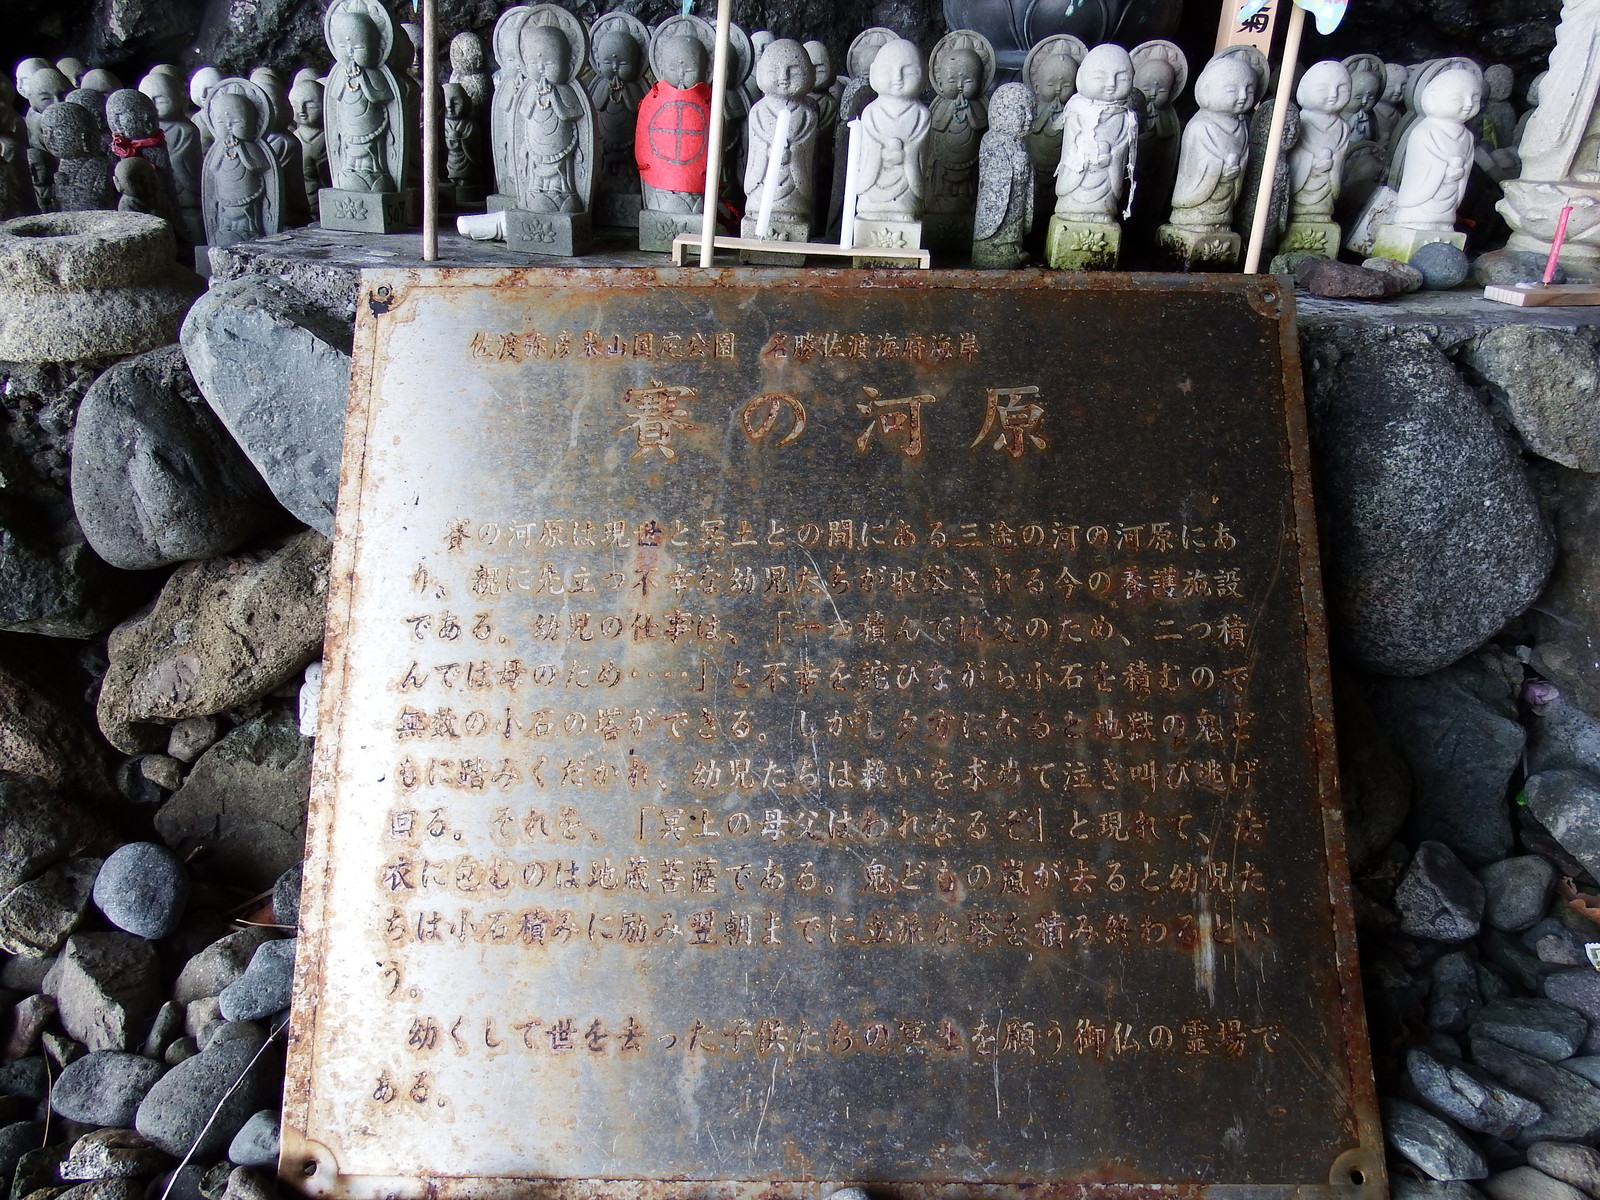 菊
佐渡弥彦米山国定公園　名勝佐渡海府海岸
賽の河原
賽の河原は現世と冥土との間にある三途の河の河原にあ
り、親に先立つ不幸な幼児たちが収容される今の養護施設
である。幼児の仕事は、「一つ積んでは父のため、二つ積
んでは母のため‥‥」と不幸を詫びながら小石を積むので
無数の小石の塔ができる。しかし夕方になると地獄の鬼ど
もに踏みくだかれ、幼児たちは救いを求めて泣き叫び逃げ
回る。それを、「冥土の母父はわれなるぞ」と現れて、法
衣に包むのは地蔵菩薩である。鬼どもの嵐が去ると幼児た
ちは小石積みに励み翌朝までに立派な塔を積み終わるとい
う。
幼くして世を去った子供たちの冥土を願う御仏の霊場で
ある。